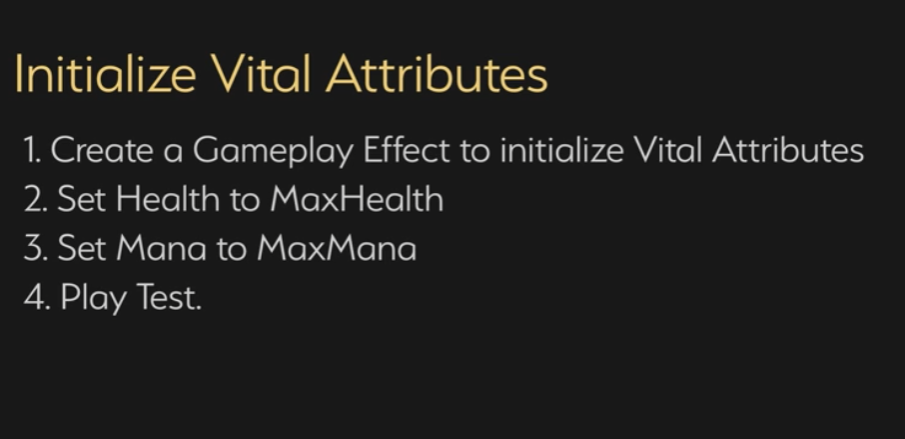 Initialize Vital Attributes
1. Create a Gameplay Effect to initialize Vital Attributes
2. Set Health to MaxHealth
3. Set Mana to MaxMana
4. Play Test.